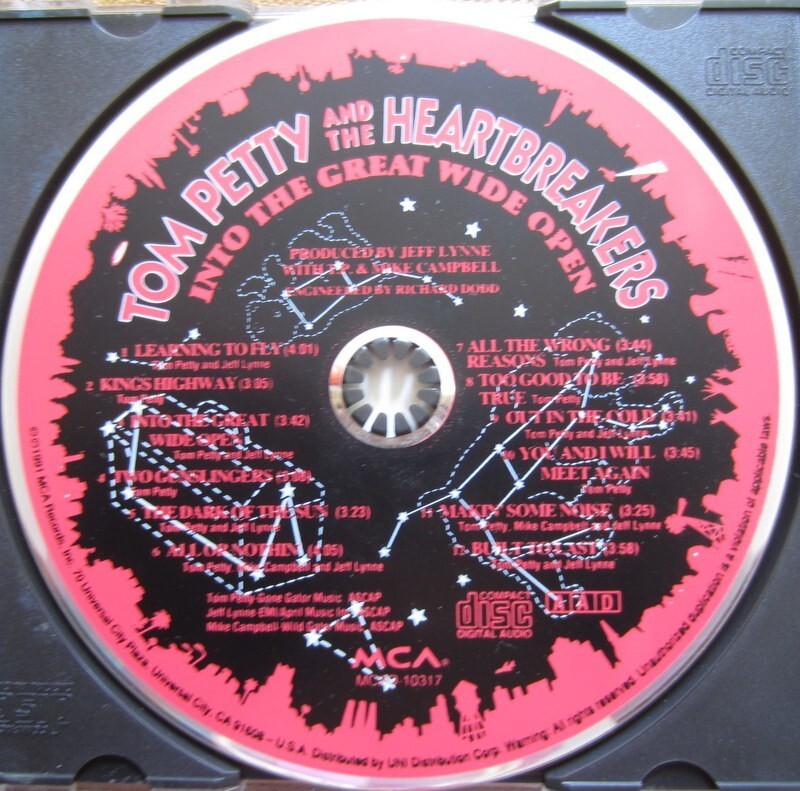 TOM PETTY AND THE HEARTBREAKERS
INTO THE GREAT WIDE OPEN
PRODUCED BY JEFF LYNNE
WITH T.P. & MIKE CAMPBELL
ENGINEERED BY RICHARD DODD
1 LEARNING TO FLY (4:01)
Tom Petty and Jeff Lynne
2 KINGS HIGHWAY (3:05)
Tom Petty
3 INTO THE GREAT (3:42)
WIDE OPEN
Tom Petty and Jeff Lynne
4 TWO GUNSLINGERS (3:08)
Tom Petty
5 THE DARK OF THE SUN (3:23)
Tom Petty and Jeff Lynne
6 ALL OR NOTHIN' (4:05)
Tom Petty, Mike Campbell and Jeff Lynne
7 ALL THE WRONG (3:44)
REASONS Tom Petty and Jeff Lynne
8 TOO GOOD TO BE (3:58)
TRUE Tom Petty
9 OUT IN THE COLD (3:41)
Tom Petty and Jeff Lynne
10 YOU AND I WILL (3:45)
MEET AGAIN
Tom Petty
11 MAKIN' SOME NOISE (3:25)
Tom Petty, Mike Campbell and Jeff Lynne
12 BUILT TO LAST (3:58)
Tom Petty and Jeff Lynne
Tom Petty-Gone Gator Music ASCAP
Jeff Lynne-EMI April Music Inc. ASCAP
Mike Campbell-Wild Gator Music ASCAP
COMPACT
disc
DIGITAL AUDIO
AAD
MCA®
MCAD-10317
℗©1991 MCA Records, Inc. 70 Universal City Plaza, Universal City, CA 91608 - U.S.A. Distributed by UNI Distribution Corp. Warning: All rights reserved. Unauthorized duplication is a violation of applicable laws.
COMPACT
disc
DIGITAL AUDIO